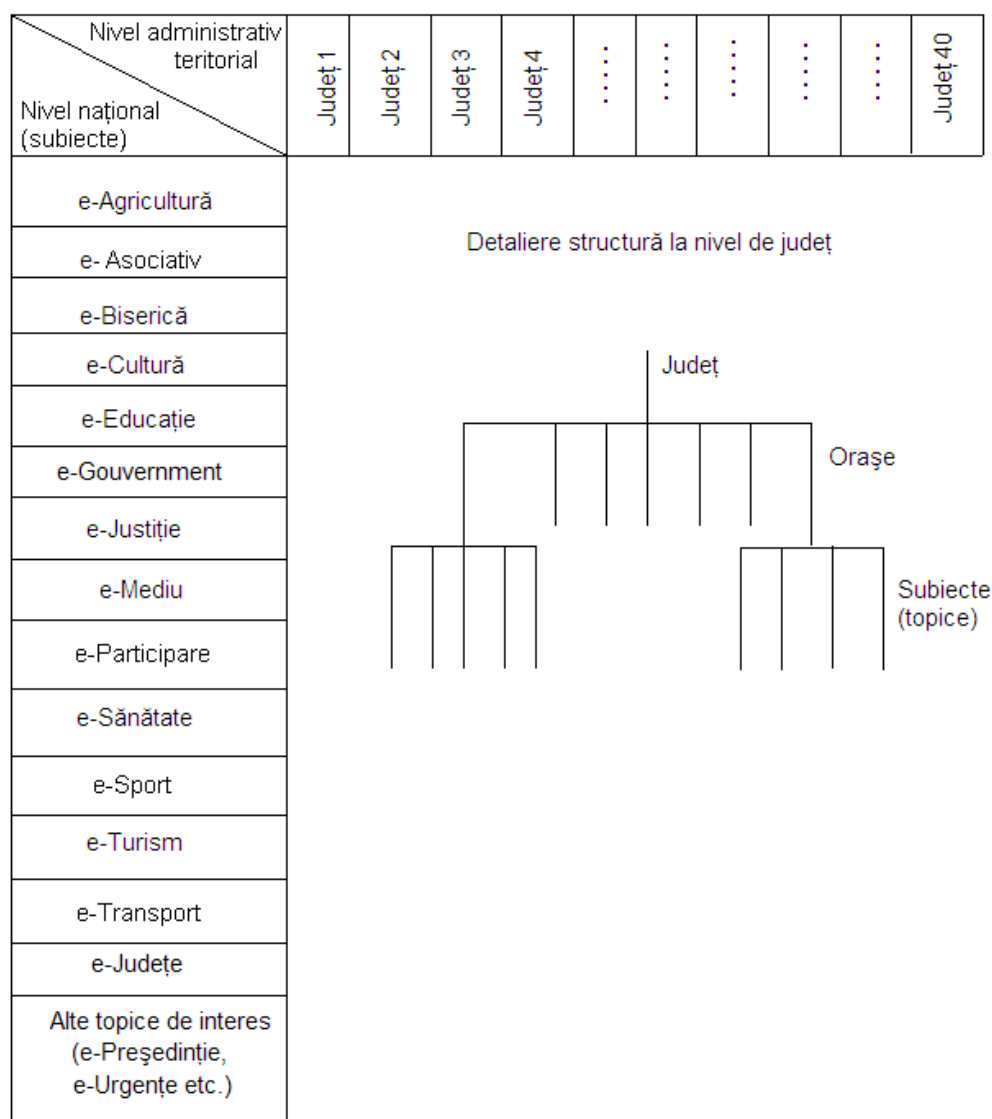 Nivel administrativ
teritorial
Nivel național
(subiecte)
Județ 1
Județ 2
Județ 3
Județ 4
.....
.....
.....
.....
.....
Județ 40
e-Agricultură
e- Asociativ
e-Biserică
e-Cultură
e-Educație
e-Gouvernment
e-Justiție
e-Mediu
e-Participare
e-Sănătate
e-Sport
e-Turism
e-Transport
e-Județe
Alte topice de interes
(e-Preşedinție,
e-Urgențe etc.)
Detaliere structură la nivel de județ
Județ
Oraşe
Subiecte
(topice)